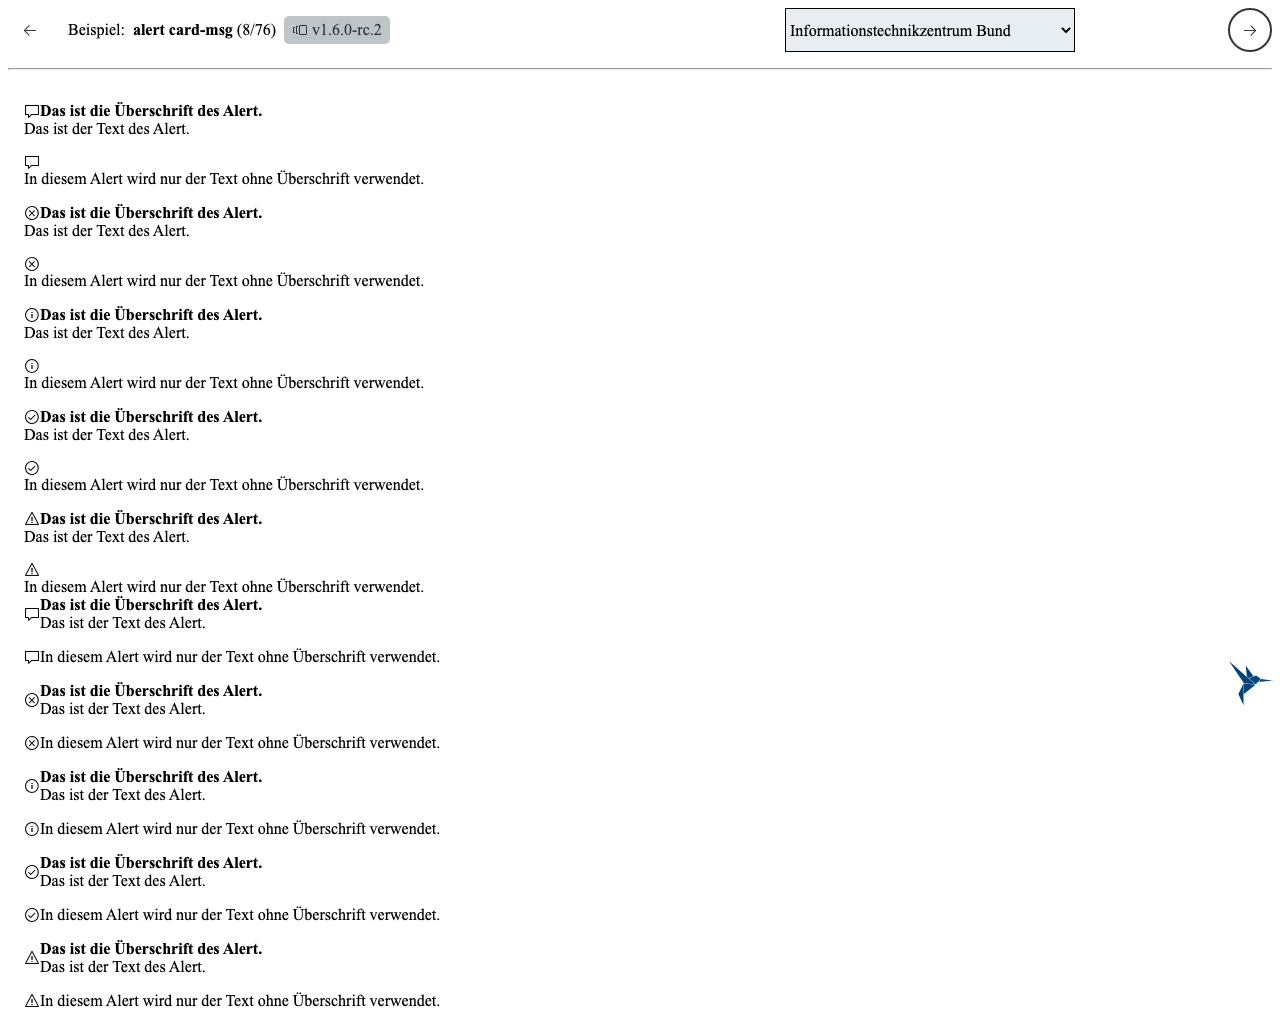 Beispiel: alert card-msg (8/76) v1.6.0-rc.2 Informationstechnikzentrum Bund
Das ist die Überschrift des Alert.
Das ist der Text des Alert.
In diesem Alert wird nur der Text ohne Überschrift verwendet.
Das ist die Überschrift des Alert.
Das ist der Text des Alert.
In diesem Alert wird nur der Text ohne Überschrift verwendet.
Das ist die Überschrift des Alert.
Das ist der Text des Alert.
In diesem Alert wird nur der Text ohne Überschrift verwendet.
Das ist die Überschrift des Alert.
Das ist der Text des Alert.
In diesem Alert wird nur der Text ohne Überschrift verwendet.
Das ist die Überschrift des Alert.
Das ist der Text des Alert.
In diesem Alert wird nur der Text ohne Überschrift verwendet.
Das ist die Überschrift des Alert.
Das ist der Text des Alert.
In diesem Alert wird nur der Text ohne Überschrift verwendet.
Das ist die Überschrift des Alert.
Das ist der Text des Alert.
In diesem Alert wird nur der Text ohne Überschrift verwendet.
Das ist die Überschrift des Alert.
Das ist der Text des Alert.
In diesem Alert wird nur der Text ohne Überschrift verwendet.
Das ist die Überschrift des Alert.
Das ist der Text des Alert.
In diesem Alert wird nur der Text ohne Überschrift verwendet.
Das ist die Überschrift des Alert.
Das ist der Text des Alert.
In diesem Alert wird nur der Text ohne Überschrift verwendet.